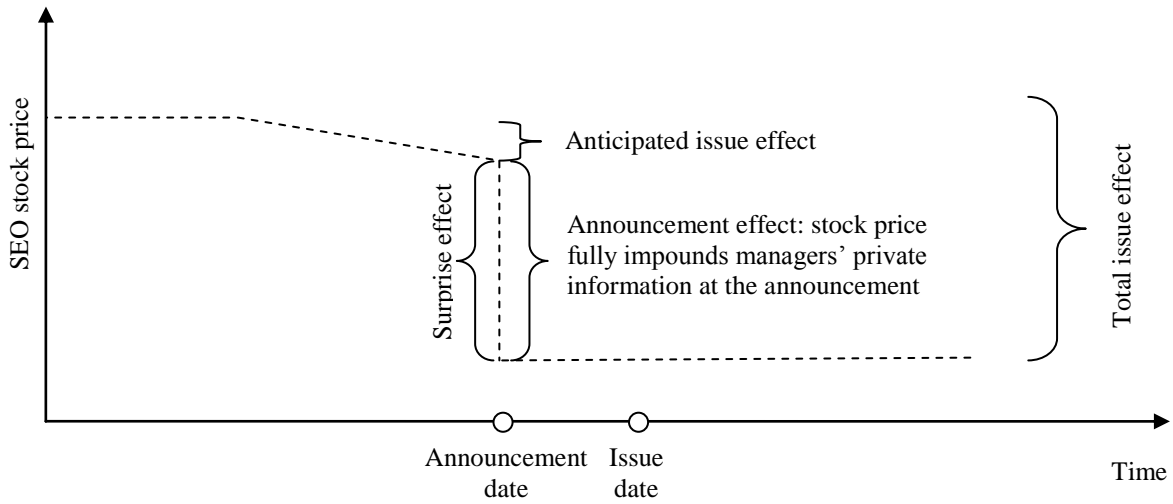 SEO stock price
Anticipated issue effect
Surprise effect
Announcement effect: stock price
fully impounds managers’ private
information at the announcement
Total issue effect
Announcement
date
Issue
date
Time